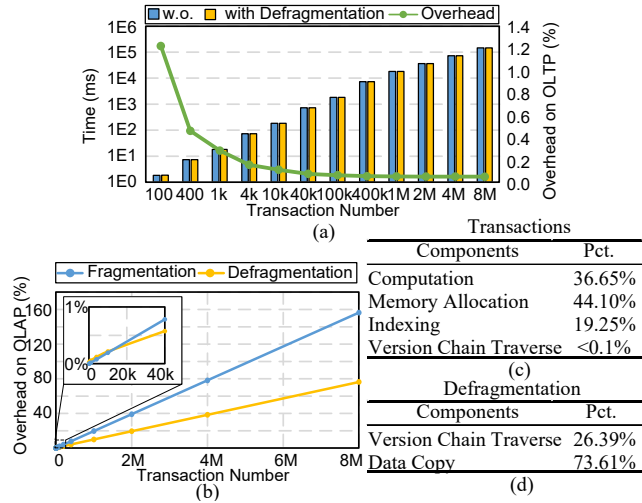 w.o. with Defragmentation Overhead
1E6
1E5
1E4
1E3
1E2
1E1
1E0
Time (ms)
1.4
1.2
1.0
0.8
0.6
0.4
0.2
0.0
Overhead on OLTP (%)
100 400 1k 4k 10k 40k 100k 400k 1M 2M 4M 8M
Transaction Number
(a)
Fragmentation Defragmentation
160
120
80
40
Overhead on OLAP (%)
1%
0%
0 20k 40k
0 2M 4M 6M 8M
Transaction Number
(b)
Transactions
Components Pct.
Computation 36.65%
Memory Allocation 44.10%
Indexing 19.25%
Version Chain Traverse <0.1%
(c)
Defragmentation
Components Pct.
Version Chain Traverse 26.39%
Data Copy 73.61%
(d)